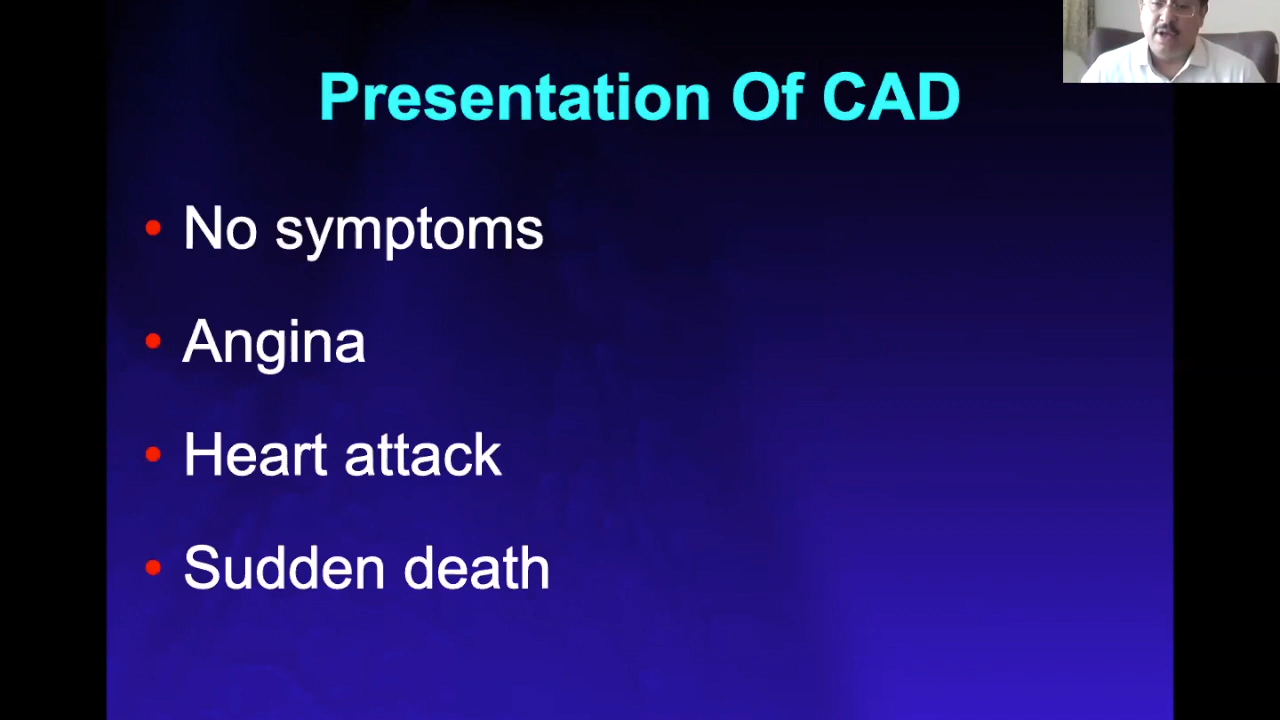 Presentation Of CAD
• No symptoms
• Angina
• Heart attack
• Sudden death